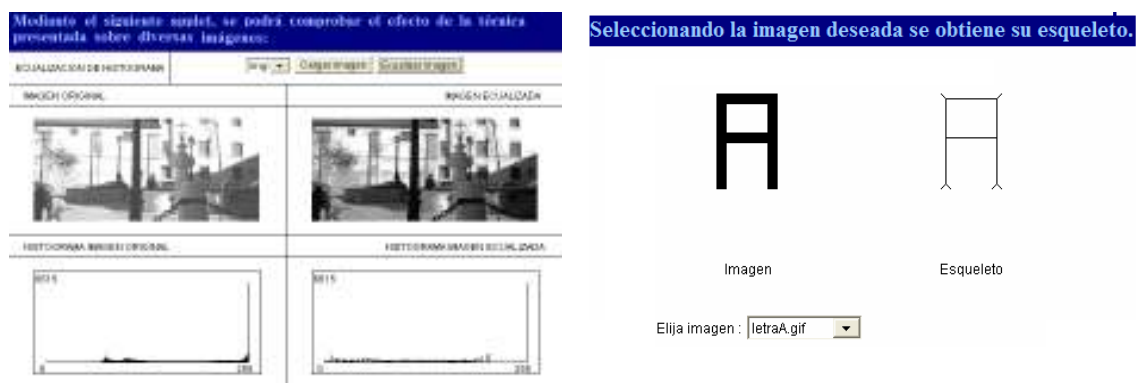 Mediante el siguiente applet, se podrá comprobar el efecto de la técnica
presentada sobre diversas imágenes:
ECUALIZACION DE HISTOGRAMA
Cargar imagen Ecualizar imagen
IMAGEN ORIGINAL
IMAGEN ECUALIZADA
HISTOGRAMA IMAGEN ORIGINAL
HISTOGRAMA IMAGEN ECUALIZADA
0
0
Seleccionando la imagen deseada se obtiene su esqueleto.
Imagen
Esqueleto
Elija imagen : letraA.gif